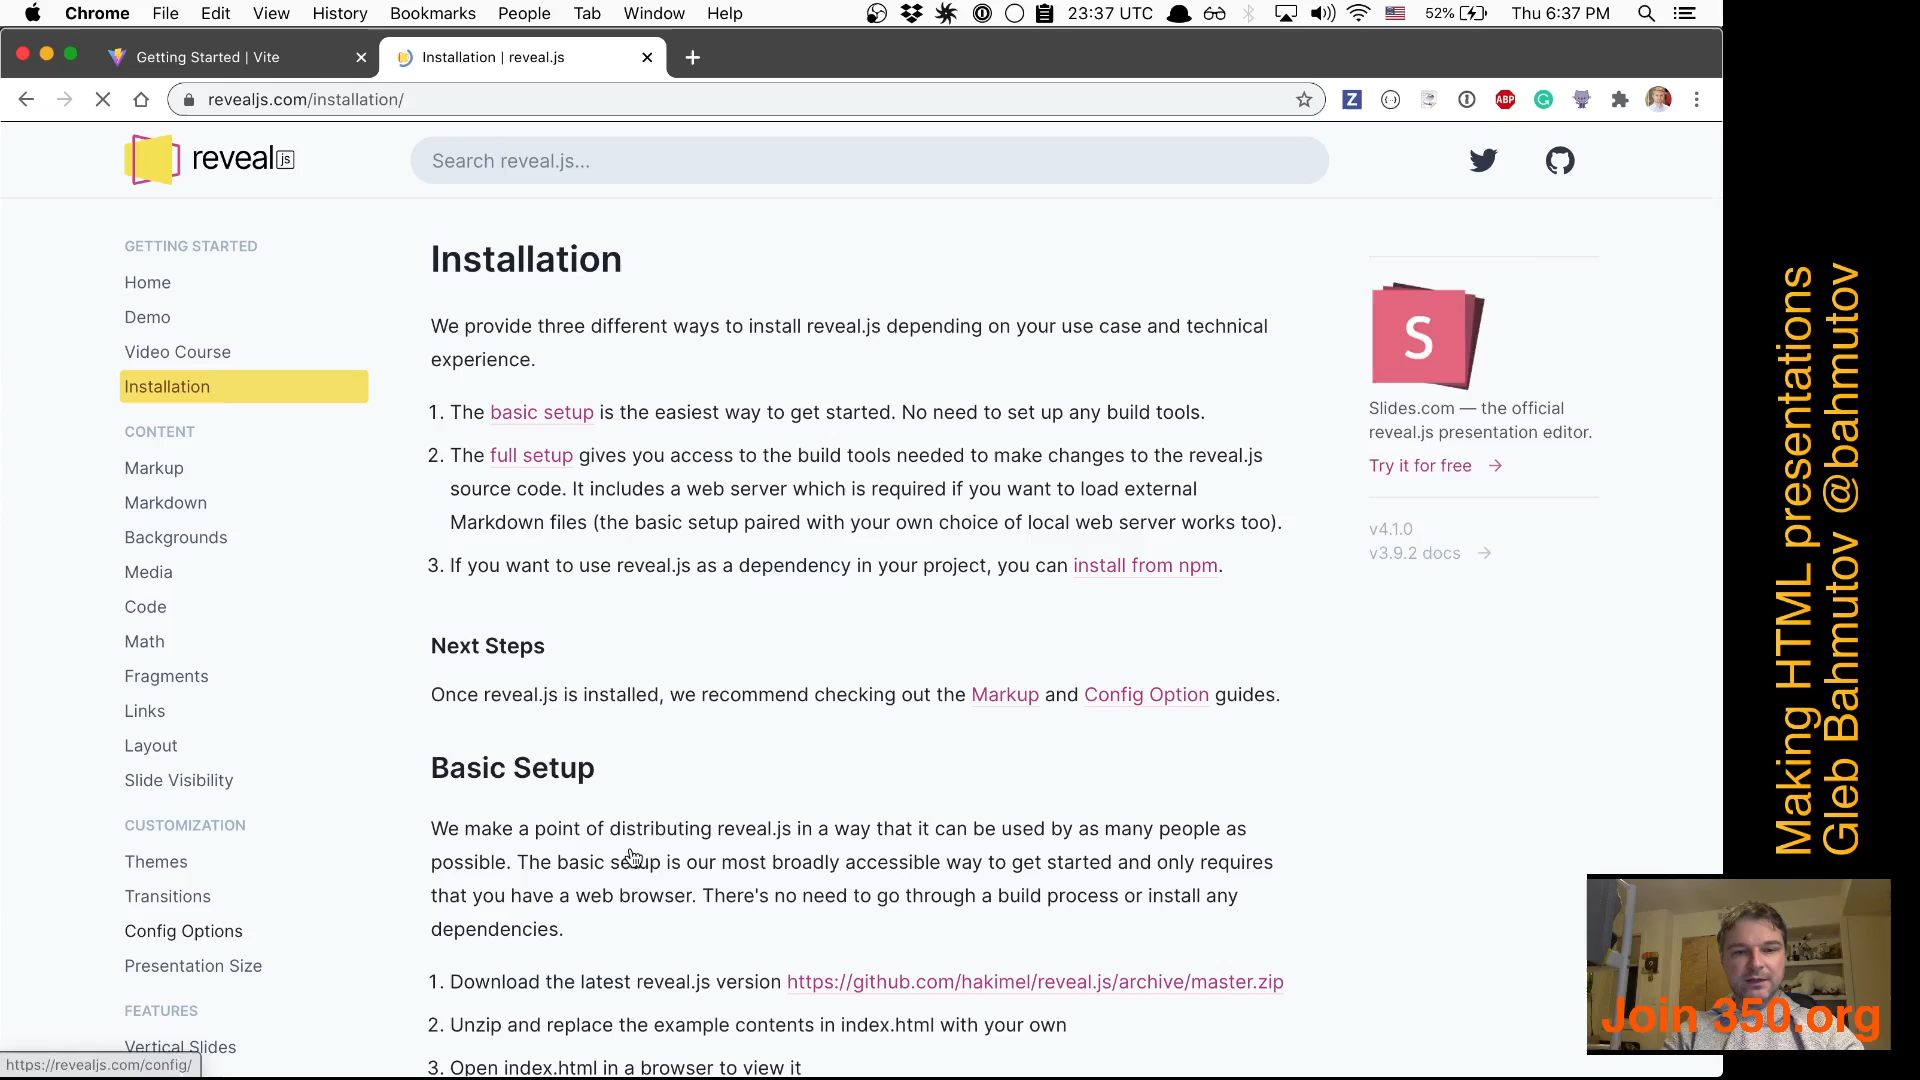 Chrome File Edit View History Bookmarks People Tab Window Help 23:37 UTC 52% Thu 6:37 PM
Getting Started | Vite
Installation | reveal.js
revealjs.com/installation/
Z
ABP
reveal js
Search reveal.js...
GETTING STARTED
Home
Demo
Video Course
Installation
CONTENT
Markup
Markdown
Backgrounds
Media
Code
Math
Fragments
Links
Layout
Slide Visibility
CUSTOMIZATION
Themes
Transitions
Config Options
Presentation Size
FEATURES
Vertical Slides
https://revealjs.com/config/
Installation
We provide three different ways to install reveal.js depending on your use case and technical
experience.
1. The basic setup is the easiest way to get started. No need to set up any build tools.
2. The full setup gives you access to the build tools needed to make changes to the reveal.js
source code. It includes a web server which is required if you want to load external
Markdown files (the basic setup paired with your own choice of local web server works too).
3. If you want to use reveal.js as a dependency in your project, you can install from npm.
Next Steps
Once reveal.js is installed, we recommend checking out the Markup and Config Option guides.
Basic Setup
We make a point of distributing reveal.js in a way that it can be used by as many people as
possible. The basic setup is our most broadly accessible way to get started and only requires
that you have a web browser. There's no need to go through a build process or install any
dependencies.
1. Download the latest reveal.js version https://github.com/hakimel/reveal.js/archive/master.zip
2. Unzip and replace the example contents in index.html with your own
3. Open index.html in a browser to view it
S
Slides.com — the official
reveal.js presentation editor.
Try it for free →
v4.1.0
v3.9.2 docs →
Making HTML presentations
Gleb Bahmutov @bahmutov
Join 350.org